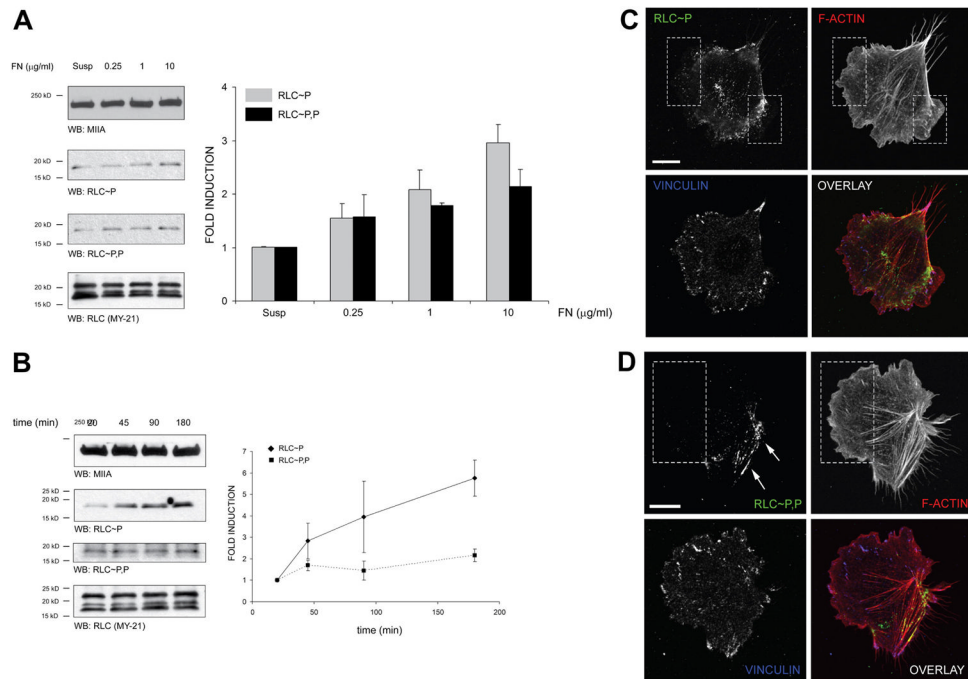 A
FN (μg/ml) Susp 0.25 1 10
250 kD
WB: MIIA
20 kD
15 kD
WB: RLC~P
20 kD
15 kD
WB: RLC~P,P
20 kD
15 kD
WB: RLC (MY-21)
FOLD INDUCTION
4
3
2
1
0
RLC~P
RLC~P,P
Susp 0.25 1 10 FN (μg/ml)
B
time (min) 20 45 90 180
250 kD
WB: MIIA
25 kD
20 kD
15 kD
WB: RLC~P
20 kD
15 kD
WB: RLC~P,P
25 kD
20 kD
15 kD
WB: RLC (MY-21)
RLC~P
RLC~P,P
FOLD INDUCTION
7
6
5
4
3
2
1
0
0 50 100 150 200
time (min)
C
RLC~P
F-ACTIN
VINCULIN
OVERLAY
D
RLC~P,P
F-ACTIN
VINCULIN
OVERLAY